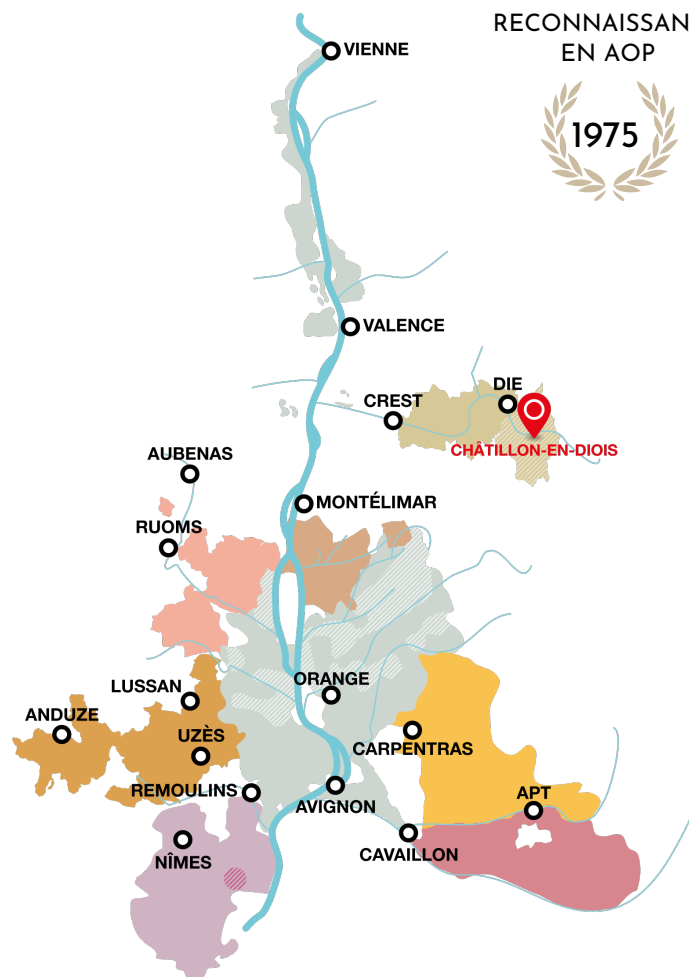 RECONNAISSAN
EN AOP
1975
VIENNE
VALENCE
DIE
CREST
CHÂTILLON-EN-DIOIS
AUBENAS
MONTÉLIMAR
RUOMS
ORANGE
LUSSAN
ANDUZE
UZÈS
CARPENTRAS
REMOULINS
AVIGNON
APT
CAVAILLON
NÎMES